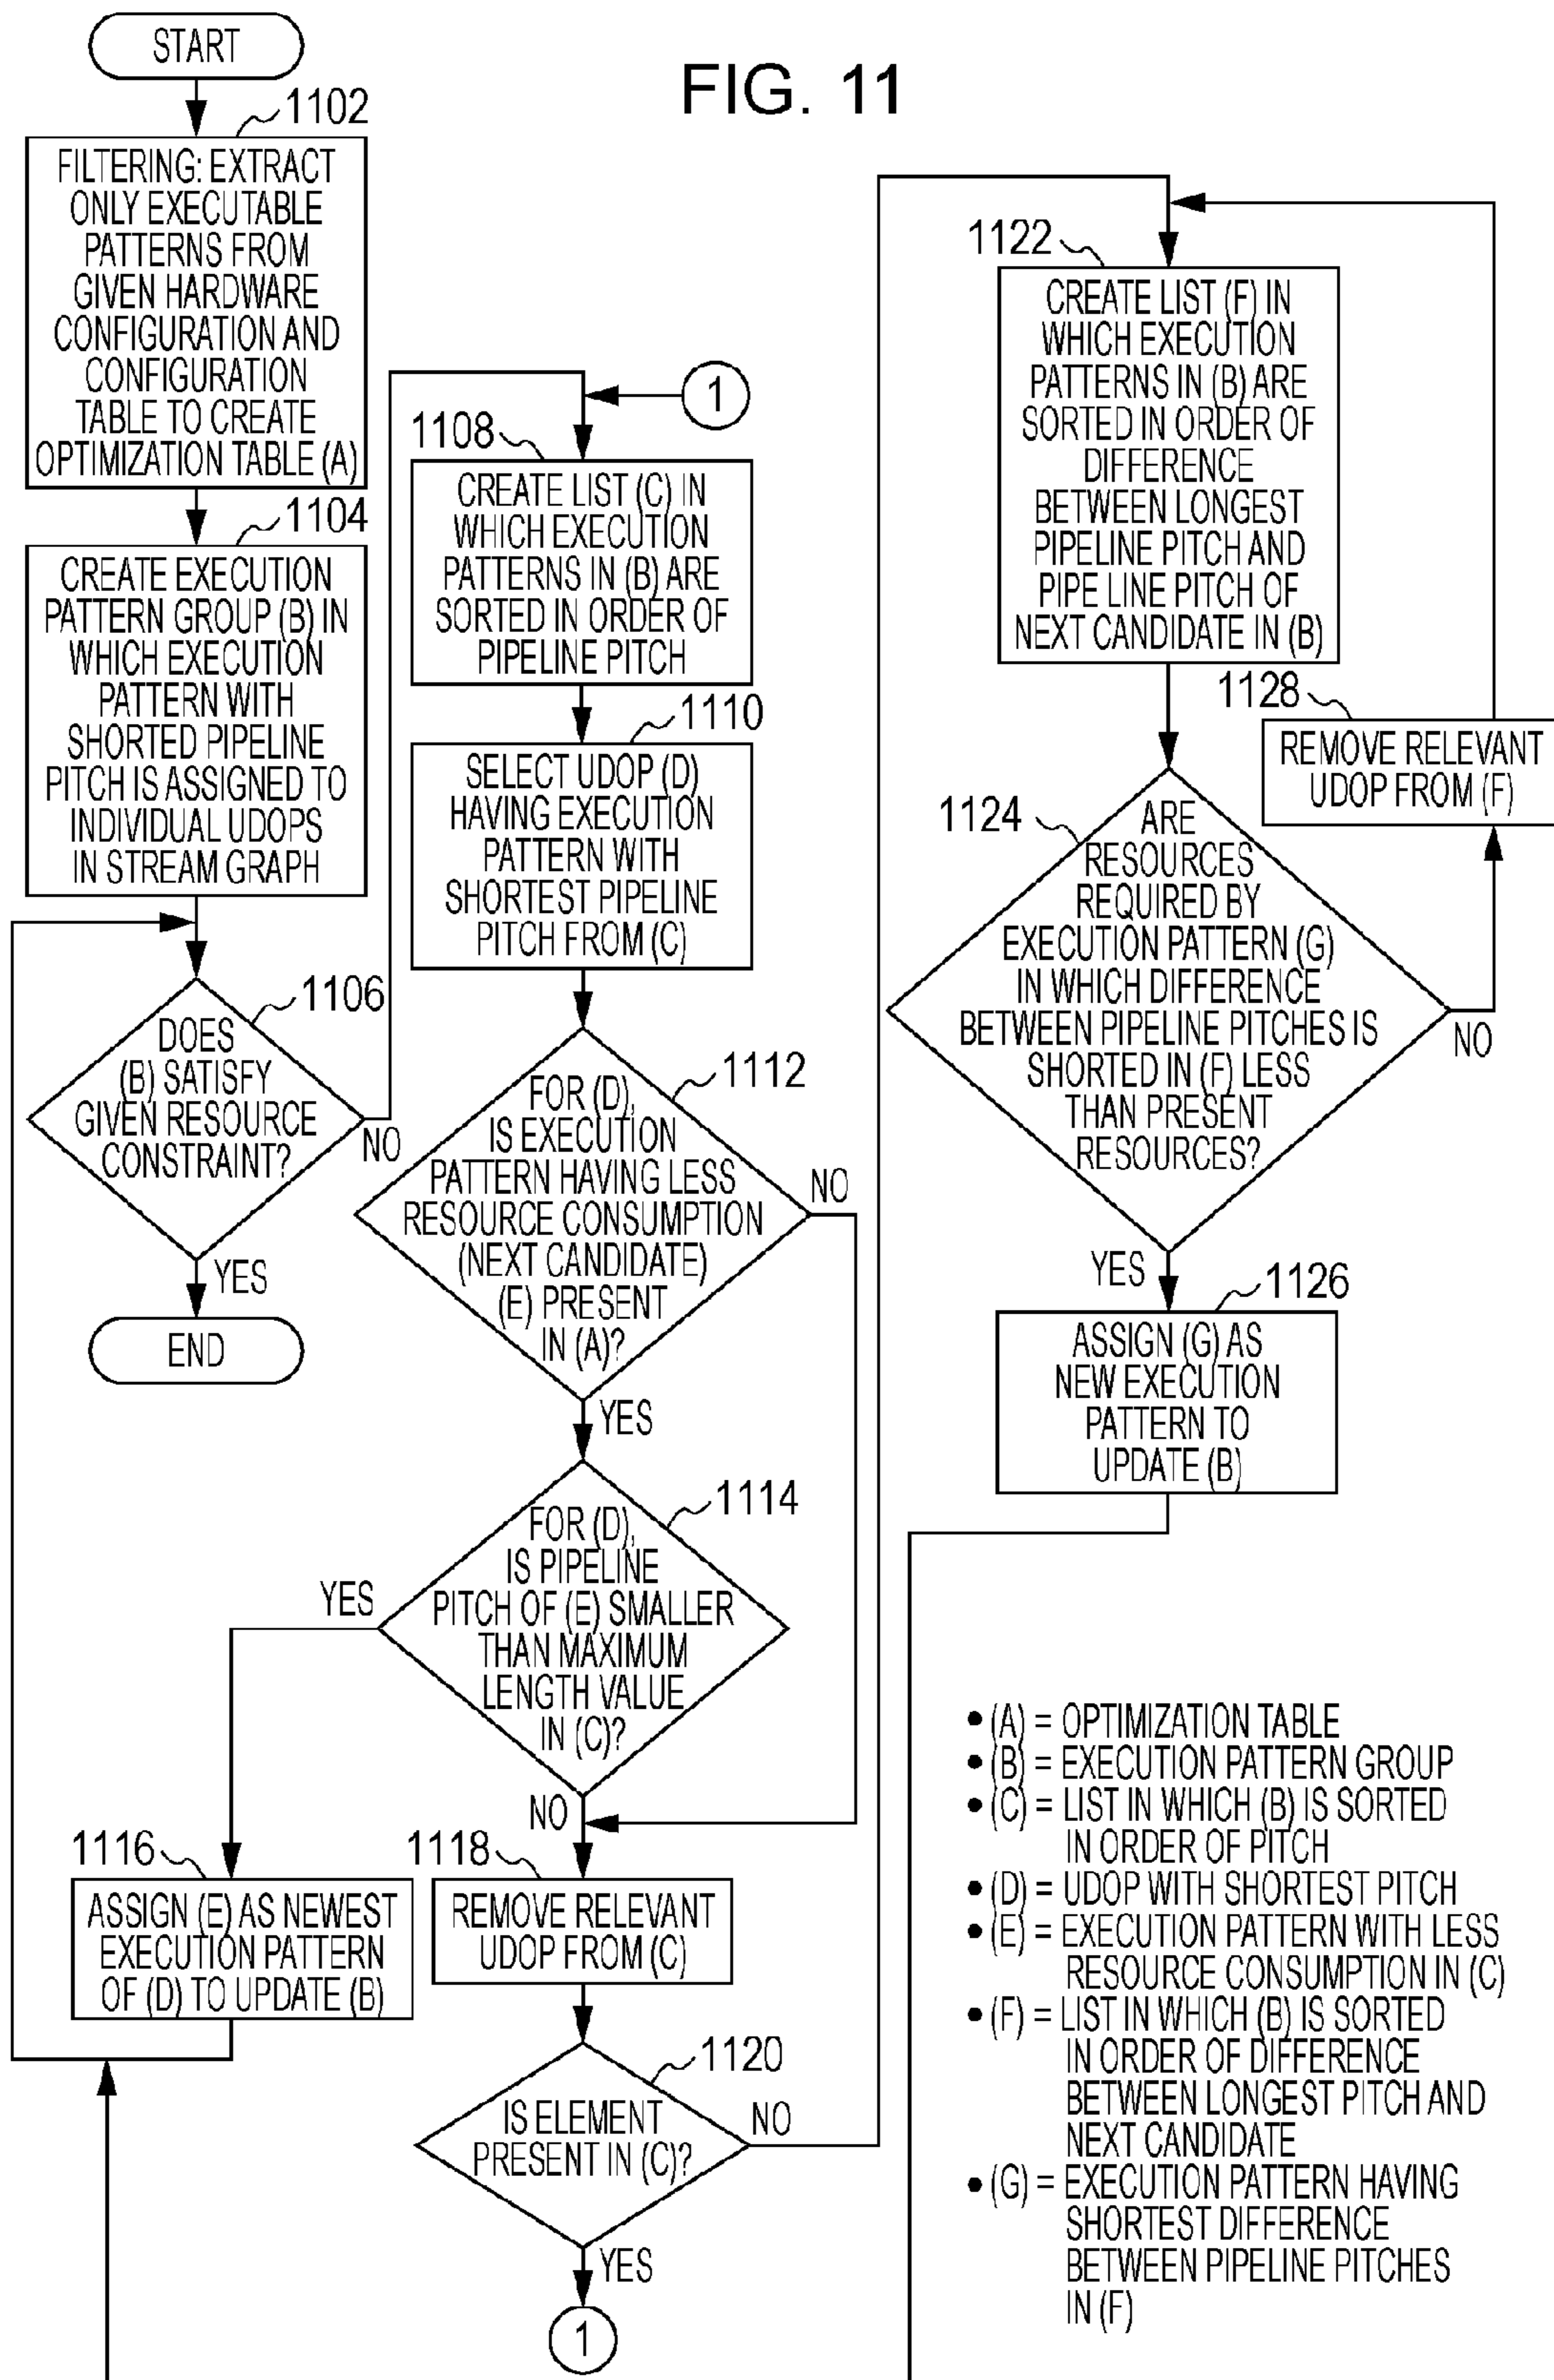 FIG. 11
START
1102
FILTERING: EXTRACT
ONLY EXECUTABLE
PATTERNS FROM
GIVEN HARDWARE
CONFIGURATION AND
CONFIGURATION
TABLE TO CREATE
OPTIMIZATION TABLE (A)
1104
CREATE EXECUTION
PATTERN GROUP (B) IN
WHICH EXECUTION
PATTERN WITH
SHORTED PIPELINE
PITCH IS ASSIGNED TO
INDIVIDUAL UDOPS
IN STREAM GRAPH
1106
DOES
(B) SATISFY
GIVEN RESOURCE
CONSTRAINT?
NO
YES
END
1
1108
CREATE LIST (C) IN
WHICH EXECUTION
PATTERNS IN (B) ARE
SORTED IN ORDER OF
PIPELINE PITCH
1110
SELECT UDOP (D)
HAVING EXECUTION
PATTERN WITH
SHORTEST PIPELINE
PITCH FROM (C)
1112
FOR (D),
IS EXECUTION
PATTERN HAVING LESS
RESOURCE CONSUMPTION
(NEXT CANDIDATE)
(E) PRESENT
IN (A)?
NO
YES
1114
FOR (D),
IS PIPELINE
PITCH OF (E) SMALLER
THAN MAXIMUM
LENGTH VALUE
IN (C)?
YES
NO
1116
ASSIGN (E) AS NEWEST
EXECUTION PATTERN
OF (D) TO UPDATE (B)
1118
REMOVE RELEVANT
UDOP FROM (C)
1120
IS ELEMENT
PRESENT IN (C)?
NO
YES
1
1122
CREATE LIST (F) IN
WHICH EXECUTION
PATTERNS IN (B) ARE
SORTED IN ORDER OF
DIFFERENCE
BETWEEN LONGEST
PIPELINE PITCH AND
PIPE LINE PITCH OF
NEXT CANDIDATE IN (B)
1128
REMOVE RELEVANT
UDOP FROM (F)
1124
ARE
RESOURCES
REQUIRED BY
EXECUTION PATTERN (G)
IN WHICH DIFFERENCE
BETWEEN PIPELINE PITCHES IS
SHORTED IN (F) LESS
THAN PRESENT
RESOURCES?
NO
YES
1126
ASSIGN (G) AS
NEW EXECUTION
PATTERN TO
UPDATE (B)
• (A) = OPTIMIZATION TABLE
• (B) = EXECUTION PATTERN GROUP
• (C) = LIST IN WHICH (B) IS SORTED
IN ORDER OF PITCH
• (D) = UDOP WITH SHORTEST PITCH
• (E) = EXECUTION PATTERN WITH LESS
RESOURCE CONSUMPTION IN (C)
• (F) = LIST IN WHICH (B) IS SORTED
IN ORDER OF DIFFERENCE
BETWEEN LONGEST PITCH AND
NEXT CANDIDATE
• (G) = EXECUTION PATTERN HAVING
SHORTEST DIFFERENCE
BETWEEN PIPELINE PITCHES
IN (F)